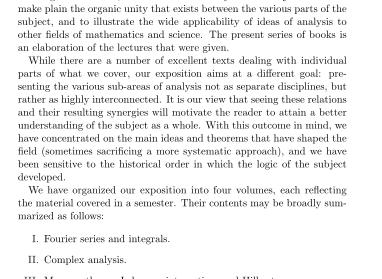 make plain the organic unity that exists between the various parts of the
subject, and to illustrate the wide applicability of ideas of analysis to
other fields of mathematics and science. The present series of books is
an elaboration of the lectures that were given.
While there are a number of excellent texts dealing with individual
parts of what we cover, our exposition aims at a different goal: pre-
senting the various sub-areas of analysis not as separate disciplines, but
rather as highly interconnected. It is our view that seeing these relations
and their resulting synergies will motivate the reader to attain a better
understanding of the subject as a whole. With this outcome in mind, we
have concentrated on the main ideas and theorems that have shaped the
field (sometimes sacrificing a more systematic approach), and we have
been sensitive to the historical order in which the logic of the subject
developed.
We have organized our exposition into four volumes, each reflecting
the material covered in a semester. Their contents may be broadly sum-
marized as follows:
I. Fourier series and integrals.
II. Complex analysis.